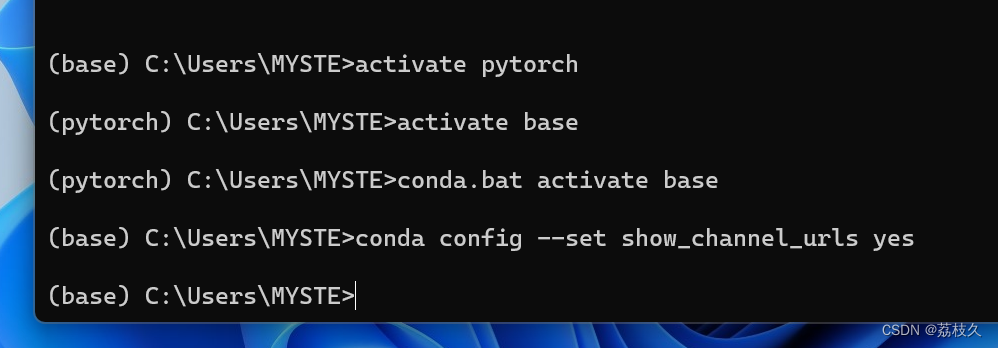 (base) C:\Users\MYSTE>activate pytorch
(pytorch) C:\Users\MYSTE>activate base
(pytorch) C:\Users\MYSTE>conda.bat activate base
(base) C:\Users\MYSTE>conda config --set show_channel_urls yes
(base) C:\Users\MYSTE>
CSDN @荔枝久